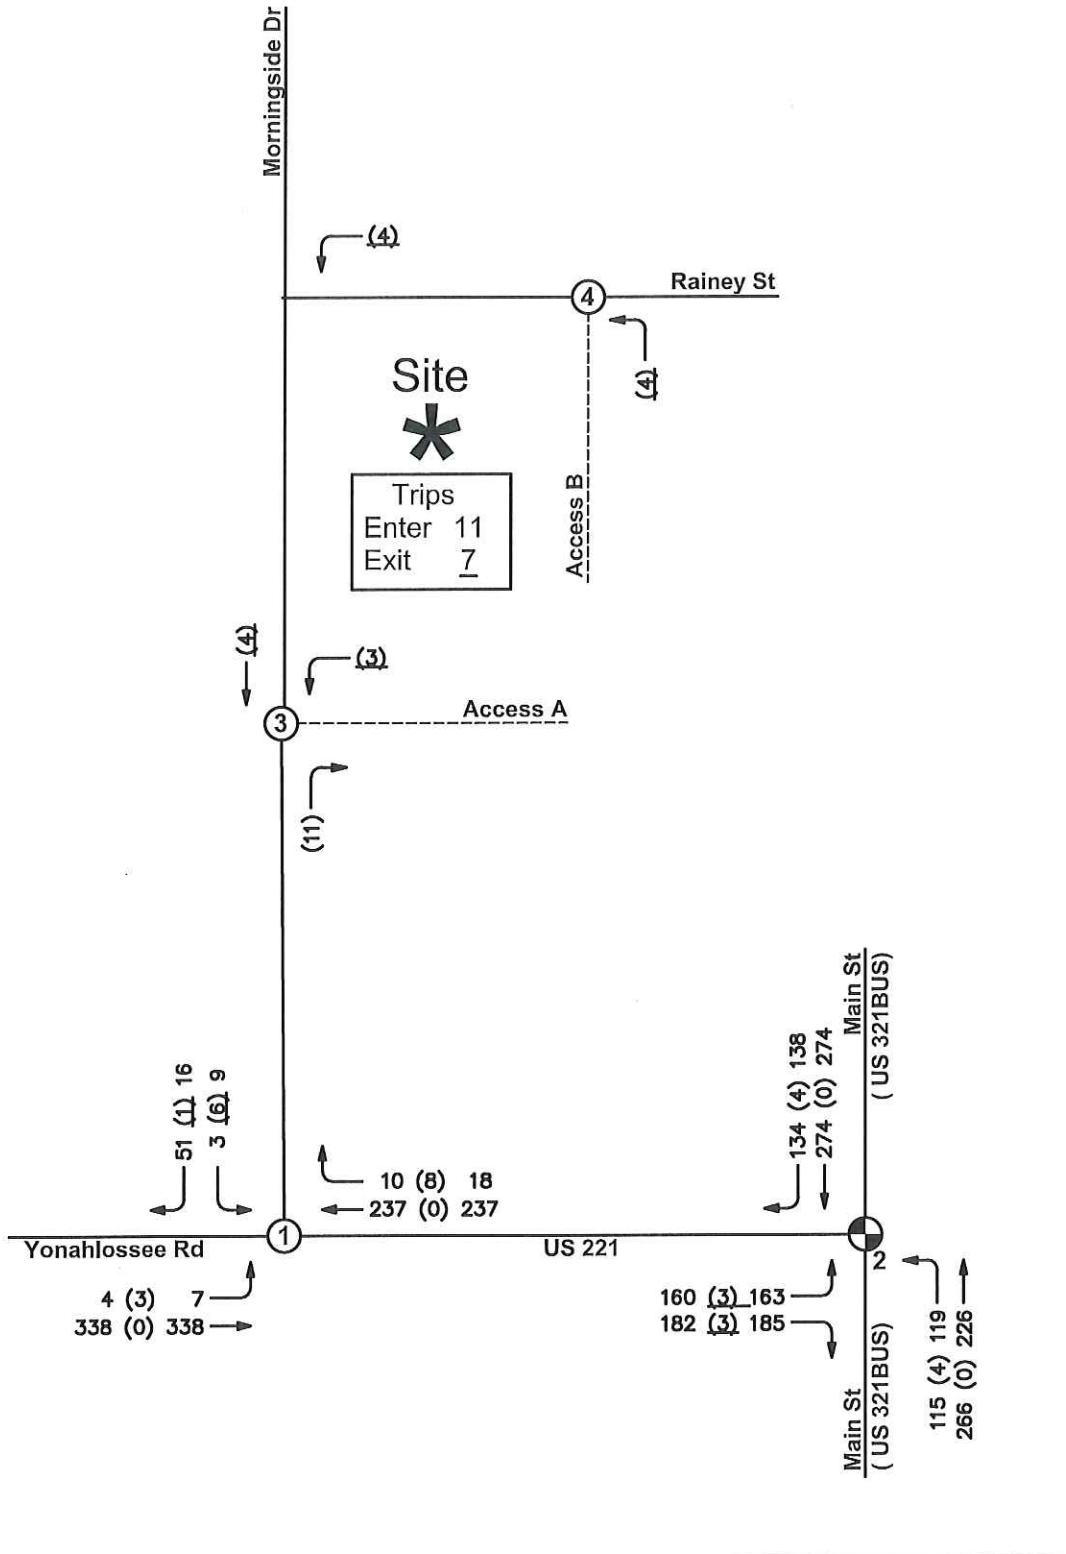 Morningside Dr
(4)
Rainey St
4
(4)
Site
Trips
Enter 11
Exit 7
Access B
(4)
(3)
3
Access A
(11)
Main St
( US 321BUS)
51 (1) 16
3 (6) 9
134 (4) 138
274 (0) 274
10 (8) 18
237 (0) 237
1
Yonahlossee Rd
US 221
2
4 (3) 7
338 (0) 338
160 (3) 163
182 (3) 185
115 (4) 119
266 (0) 226
Main St
( US 321BUS)